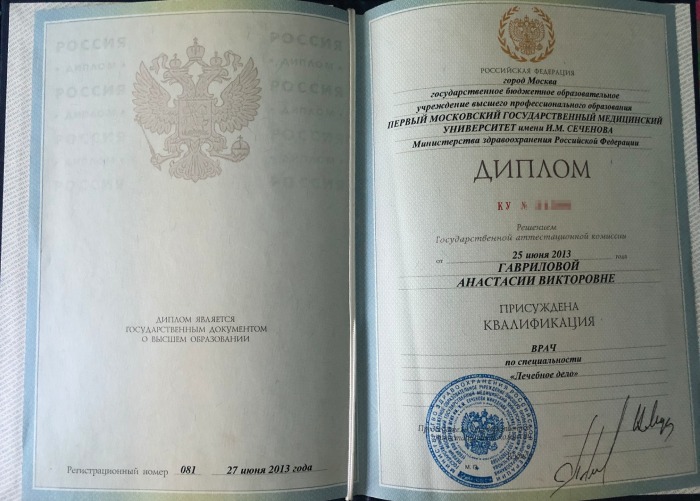 РОССИЯ
• ДИПЛОМ •
РОССИЯ
РОССИЯ
• ДИПЛОМ •
РОССИЯ
ДИПЛОМ ЯВЛЯЕТСЯ
ГОСУДАРСТВЕННЫМ ДОКУМЕНТОМ
О ВЫСШЕМ ОБРАЗОВАНИИ
Регистрационный номер 081 27 июня 2013 года
РОССИЙСКАЯ ФЕДЕРАЦИЯ
город Москва
государственное бюджетное образовательное
учреждение высшего профессионального образования
ПЕРВЫЙ МОСКОВСКИЙ ГОСУДАРСТВЕННЫЙ МЕДИЦИНСКИЙ
УНИВЕРСИТЕТ имени И.М. СЕЧЕНОВА
Министерства здравоохранения Российской Федерации
ДИПЛОМ
КУ №
Решением
Государственной аттестационной комиссии
от 25 июня 2013 года
ГАВРИЛОВОЙ
АНАСТАСИИ ВИКТОРОВНЕ
ПРИСУЖДЕНА
КВАЛИФИКАЦИЯ
ВРАЧ
по специальности
«Лечебное дело»
М.П.